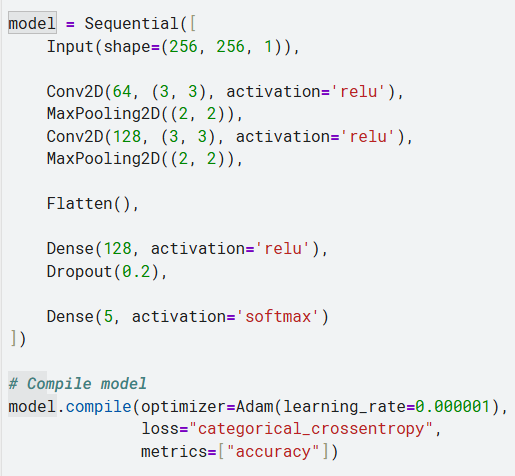 model = Sequential([
    Input(shape=(256, 256, 1)),

    Conv2D(64, (3, 3), activation='relu'),
    MaxPooling2D((2, 2)),
    Conv2D(128, (3, 3), activation='relu'),
    MaxPooling2D((2, 2)),

    Flatten(),

    Dense(128, activation='relu'),
    Dropout(0.2),

    Dense(5, activation='softmax')
])

# Compile model
model.compile(optimizer=Adam(learning_rate=0.000001),
              loss="categorical_crossentropy",
              metrics=["accuracy"])